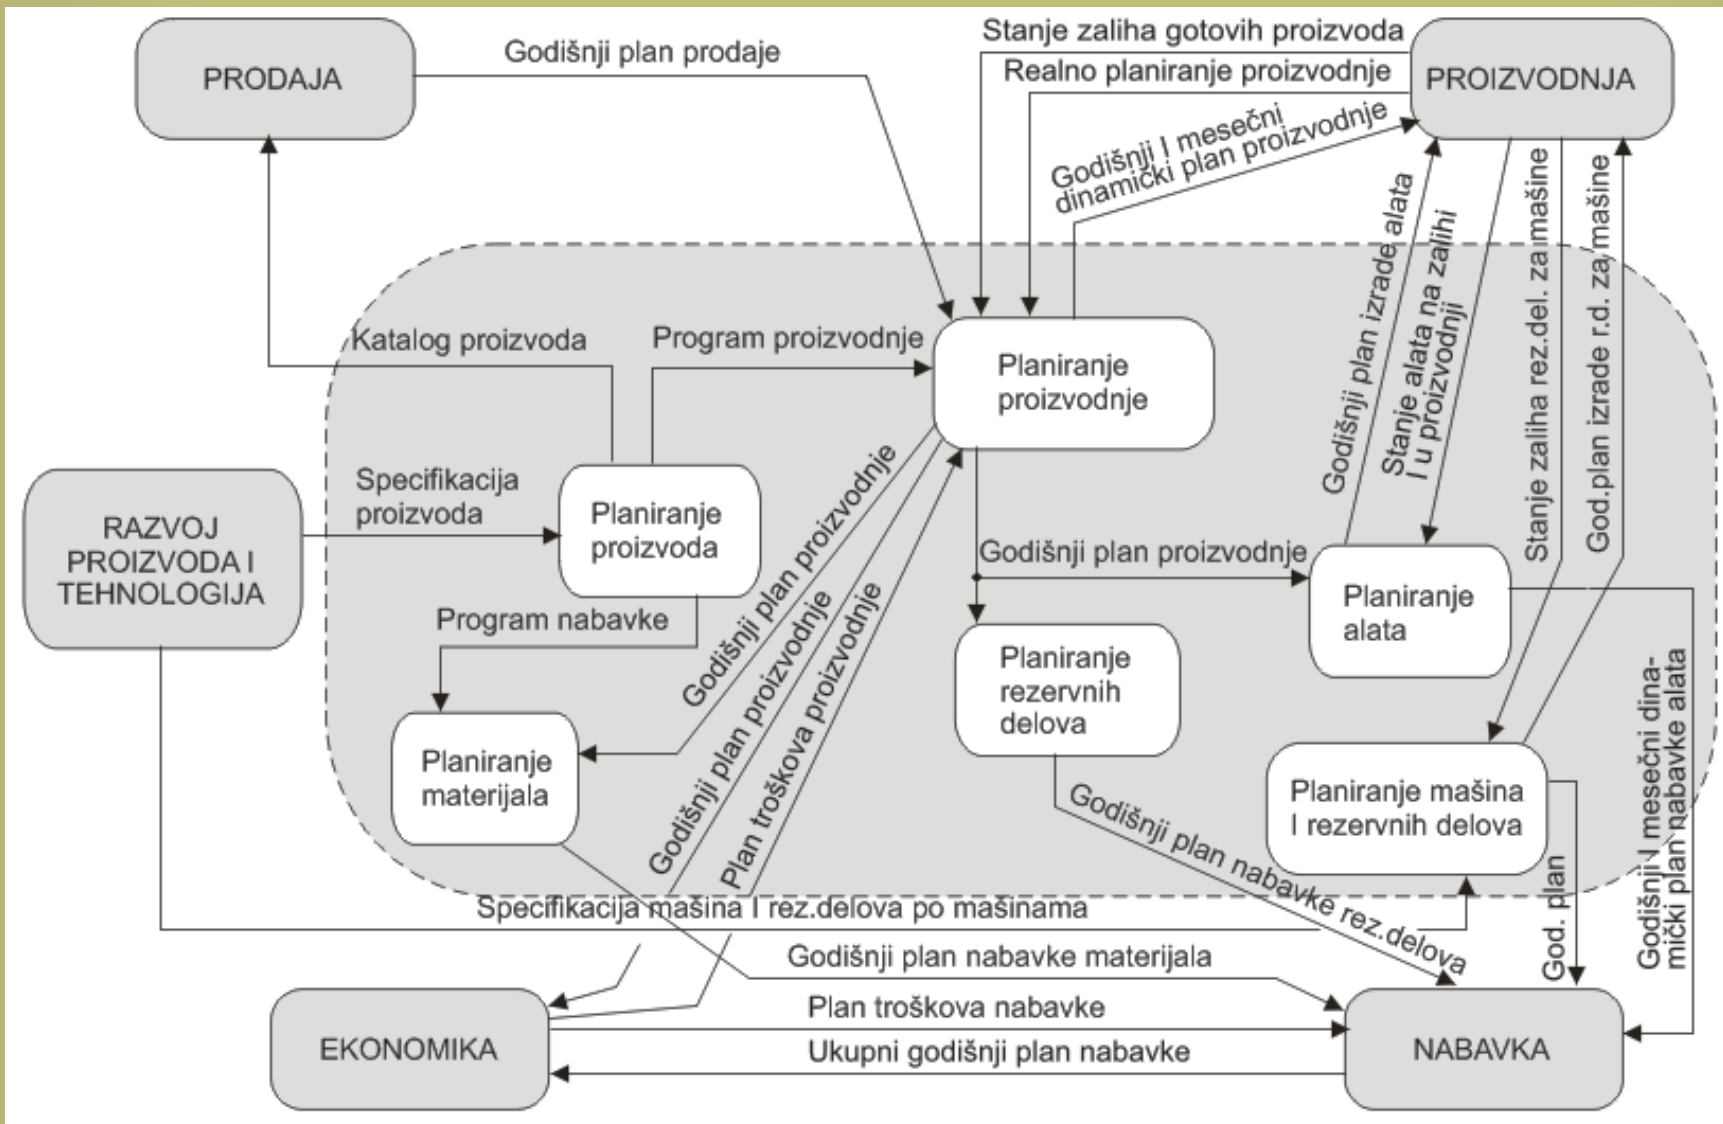 PRODAJA
Godišnji plan prodaje
Stanje zaliha gotovih proizvoda
Realno planiranje proizvodnje
PROIZVODNJA
Godišnji I mesečni
dinamički plan proizvodnje
Katalog proizvoda
Program proizvodnje
Planiranje
proizvodnje
Godišnji plan izrade alata
Stanje alata na zalihi
I u proizvodnji
Stanje zaliha rez.del. za mašine
God.plan izrade r.d. za mašine
RAZVOJ
PROIZVODA I
TEHNOLOGIJA
Specifikacija
proizvoda
Planiranje
proizvoda
Godišnji plan proizvodnje
Godišnji plan proizvodnje
Plan troškova proizvodnje
Godišnji plan proizvodnje
Planiranje
alata
Program nabavke
Planiranje
rezervnih
delova
Planiranje
materijala
Planiranje mašina
I rezervnih delova
Godišnji I mesečni dina-
mički plan nabavke alata
Godišnji plan nabavke rez.delova
God. plan
Specifikacija mašina I rez.delova po mašinama
Godišnji plan nabavke materijala
Plan troškova nabavke
Ukupni godišnji plan nabavke
EKONOMIKA
NABAVKA